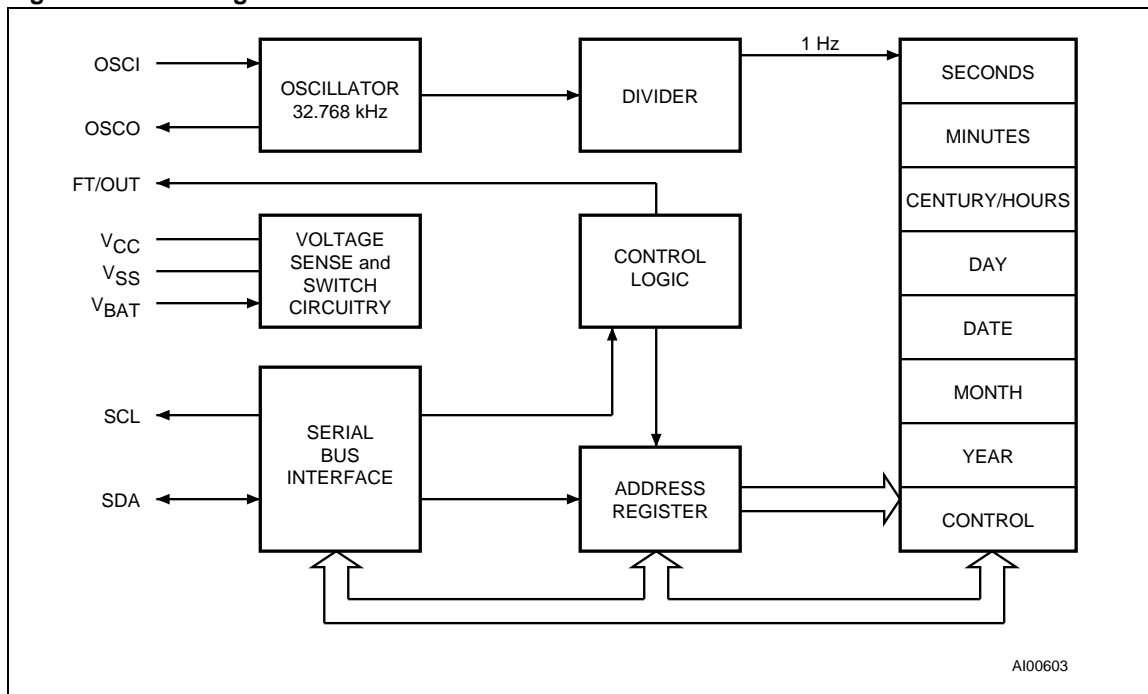 OSCI
OSCO
OSCILLATOR
32.768 kHz
DIVIDER
1 Hz
FT/OUT
VCC
VSS
VBAT
VOLTAGE
SENSE and
SWITCH
CIRCUITRY
CONTROL
LOGIC
SCL
SDA
SERIAL
BUS
INTERFACE
ADDRESS
REGISTER
SECONDS
MINUTES
CENTURY/HOURS
DAY
DATE
MONTH
YEAR
CONTROL
AI00603